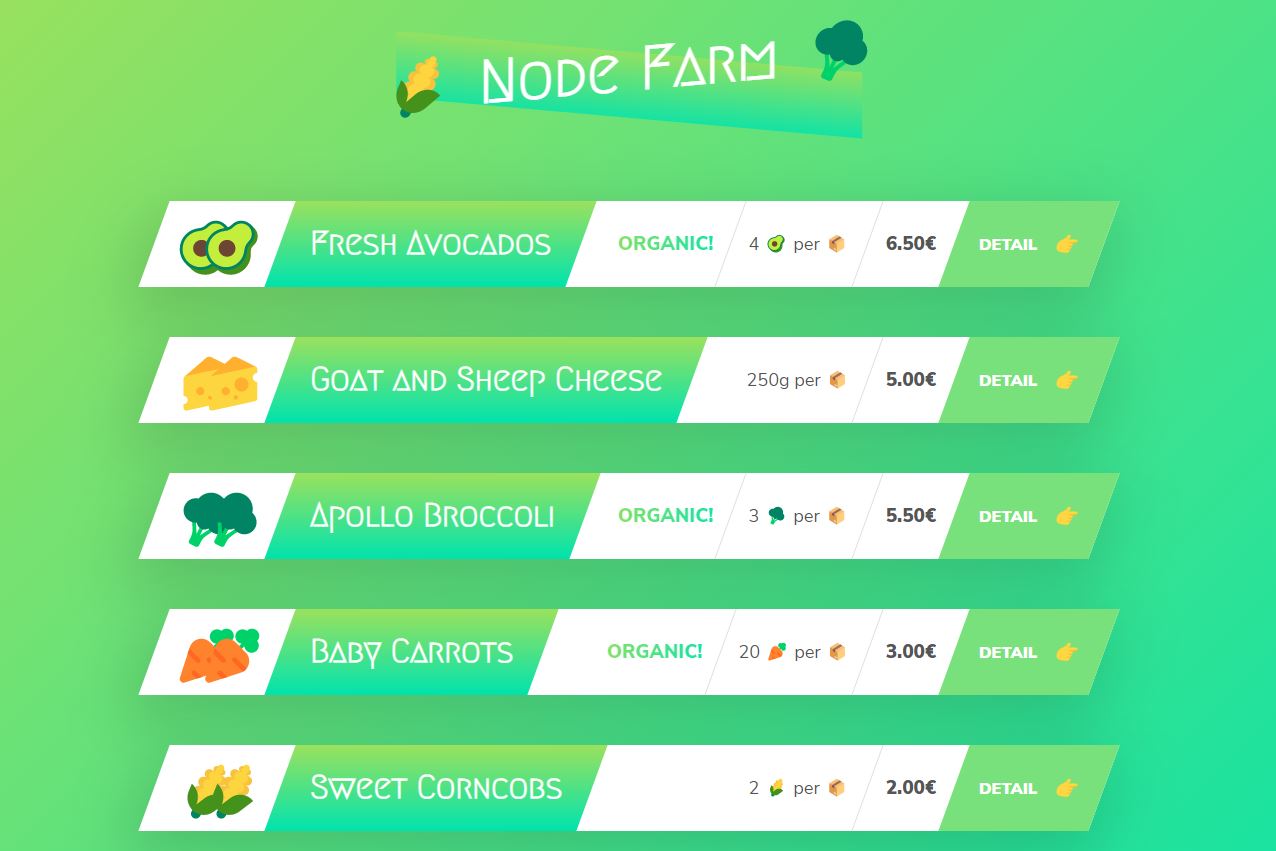 Node Farm
Fresh Avocados ORGANIC! 4 🥑 per 📦 6.50€ DETAIL 👉
Goat and Sheep Cheese 250g per 📦 5.00€ DETAIL 👉
Apollo Broccoli ORGANIC! 3 🥦 per 📦 5.50€ DETAIL 👉
Baby Carrots ORGANIC! 20 🥕 per 📦 3.00€ DETAIL 👉
Sweet Corncobs 2 🌽 per 📦 2.00€ DETAIL 👉